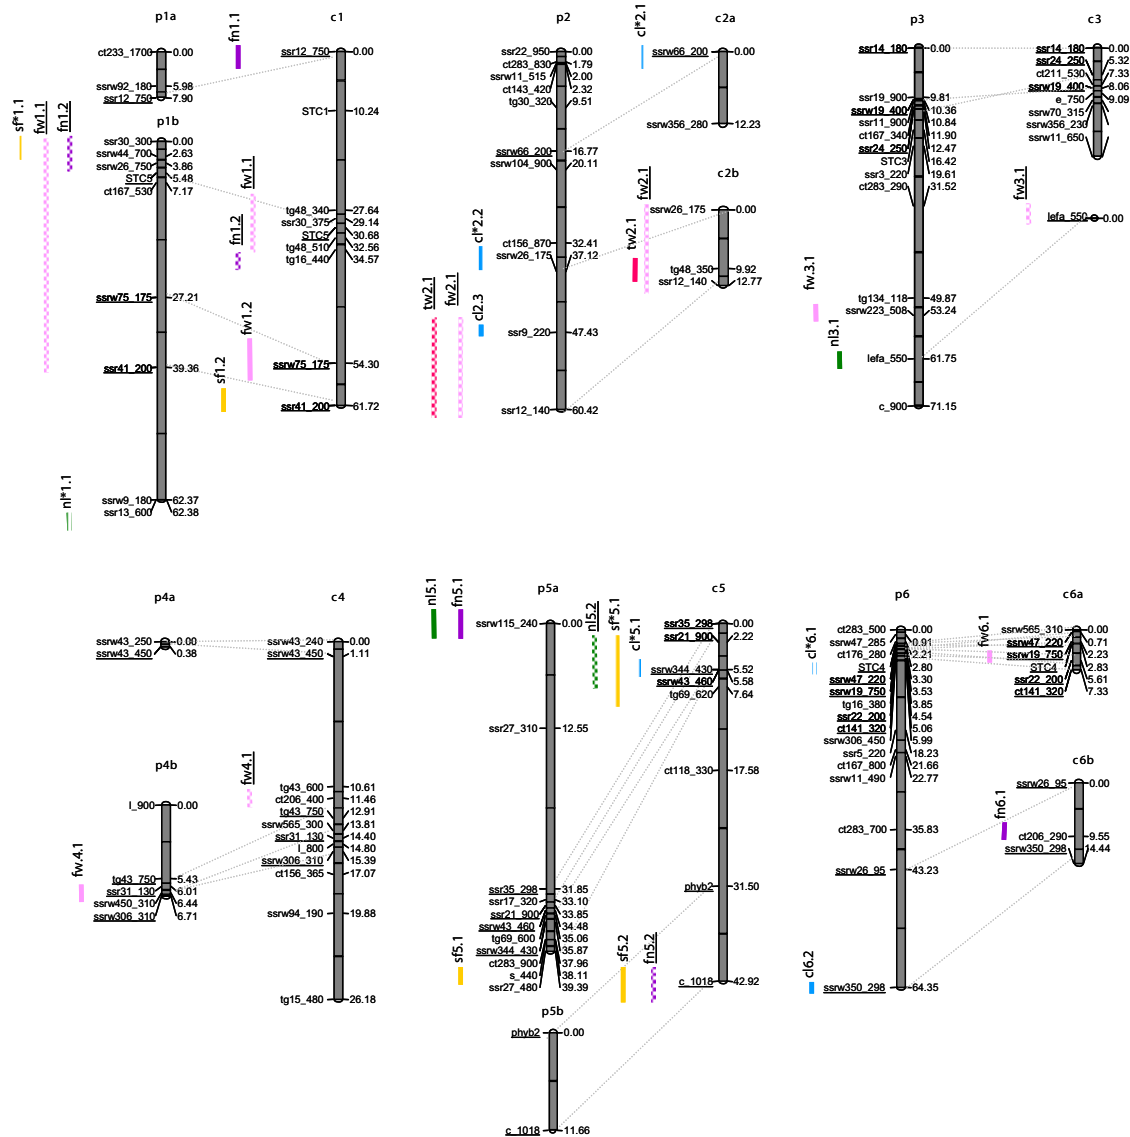 p1a
ct233_1700 0.00
ssrw92_180 5.98
ssr12_750 7.90
p1b
ssr30_300 0.00
ssrw44_700 2.63
ssrw26_750 3.86
STC5 5.48
ct167_530 7.17
ssrw75_175 27.21
ssr41_200 39.36
ssrw9_180 62.37
ssr13_600 62.38
sf*1.1
fw1.1
fn1.2
nl*1.1
c1
fn1.1
ssr12_750 0.00
STC1 10.24
tg48_340 27.64
ssr30_375 29.14
STC5 30.68
tg48_510 32.56
tg16_440 34.57
ssrw75_175 54.30
ssr41_200 61.72
fw1.1
fn1.2
fw1.2
sf1.2
p2
ssr22_950 0.00
ct283_830 1.79
ssrw11_515 2.00
ct143_420 2.32
tg30_320 9.51
ssrw66_200 16.77
ssrw104_900 20.11
ct156_870 32.41
ssrw26_175 37.12
ssr9_220 47.43
ssr12_140 60.42
cl*2.2
tw2.1
fw2.1
cl2.3
c2a
cl*2.1
ssrw66_200 0.00
ssrw356_280 12.23
c2b
ssrw26_175 0.00
tg48_350 9.92
ssr12_140 12.77
tw2.1
fw2.1
p3
ssr14_180 0.00
ssr19_900 9.81
ssrw19_400 10.36
ssr11_900 10.84
ct167_340 11.90
ssr24_250 12.47
STC3 16.42
ssr3_220 19.61
ct283_290 31.52
tg134_118 49.87
ssrw223_508 53.24
lefa_550 61.75
c_900 71.15
fw.3.1
nl3.1
c3
ssr14_180 0.00
ssr24_250 5.32
ct211_530 7.33
ssrw19_400 8.06
e_750 9.09
ssrw70_315
ssrw356_230
ssrw11_650
fw3.1
lefa_550 0.00
p4a
ssrw43_250 0.00
ssrw43_450 0.38
p4b
l_900 0.00
tg43_750 5.43
ssr31_130 6.01
ssrw450_310 6.44
ssrw306_310 6.71
fw.4.1
c4
ssrw43_240 0.00
ssrw43_450 1.11
tg43_600 10.61
ct206_400 11.46
tg43_750 12.91
ssrw565_300 13.81
ssr31_130 14.40
l_800 14.80
ssrw306_310 15.39
ct156_365 17.07
ssrw94_190 19.88
tg15_480 26.18
fw4.1
p5a
nl5.1
fn5.1
ssrw115_240 0.00
ssr27_310 12.55
ssr35_298 31.85
ssr17_320 33.10
ssr21_900 33.85
ssrw43_460 34.48
tg69_600 35.06
ssrw344_430 35.87
ct283_900 37.96
s_440 38.11
ssr27_480 39.39
sf5.1
p5b
phyb2 0.00
c_1018 11.66
c5
nl5.2
sf*5.1
cl*5.1
ssr35_298 0.00
ssr21_900 2.22
ssrw344_430 5.52
ssrw43_460 5.58
tg69_620 7.64
ct118_330 17.58
phyb2 31.50
c_1018 42.92
sf5.2
fn5.2
p6
cl*6.1
ct283_500 0.00
ssrw47_285 0.91
ct176_280 2.21
STC4 2.80
ssrw47_220 3.30
ssrw19_750 3.53
tg16_380 3.85
ssr22_200 4.54
ct141_320 5.06
ssrw306_450 5.99
ssr5_220 18.23
ct167_800 21.66
ssrw11_490 22.77
ct283_700 35.83
ssrw26_95 43.23
ssrw350_298 64.35
cl6.2
c6a
fw6.1
ssrw565_310 0.00
ssrw47_220 0.71
ssrw19_750 2.23
STC4 2.83
ssr22_200 5.61
ct141_320 7.33
c6b
fn6.1
ssrw26_95 0.00
ct206_290 9.55
ssrw350_298 14.44